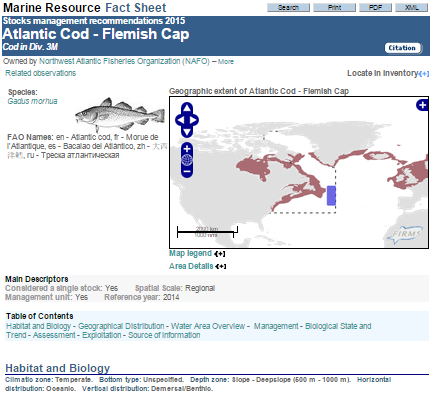 Marine Resource Fact Sheet
Search Print PDF XML
Stocks management recommendations 2015
Atlantic Cod - Flemish Cap
Cod in Div. 3M
Citation
Owned by Northwest Atlantic Fisheries Organization (NAFO) – More
Related observations
Locate in inventory[+]
Species:
Gadus morhua
FAO Names: en - Atlantic cod, fr - Morue de
l'Atlantique, es - Bacalao del Atlántico, zh - 大西
洋鳕, ru - Треска атлантическая
Geographic extent of Atlantic Cod - Flemish Cap
2000 km
1000 nmi
FIRMS
Map legend [+]
Area Details [+]
Main Descriptors
Considered a single stock: Yes Spatial Scale: Regional
Management unit: Yes Reference year: 2014
Table of Contents
Habitat and Biology - Geographical Distribution - Water Area Overview - Management - Biological State and
Trend - Assessment - Exploitation - Source of information
Habitat and Biology
Climatic zone: Temperate. Bottom type: Unspecified. Depth zone: Slope - Deepslope (500 m - 1000 m). Horizontal
distribution: Oceanic. Vertical distribution: Demersal/Benthic.